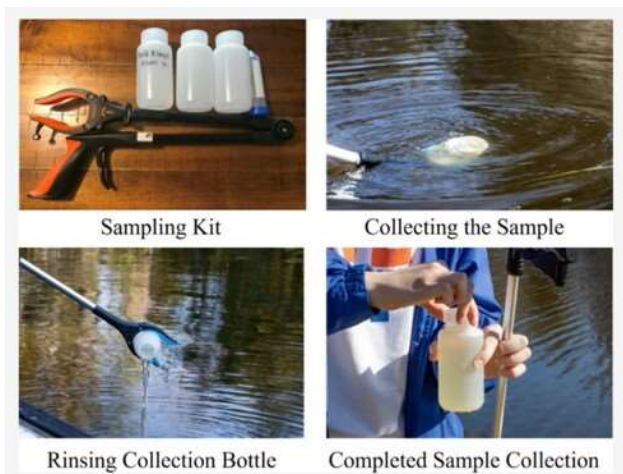 Sampling Kit
Collecting the Sample
Rinsing Collection Bottle
Completed Sample Collection